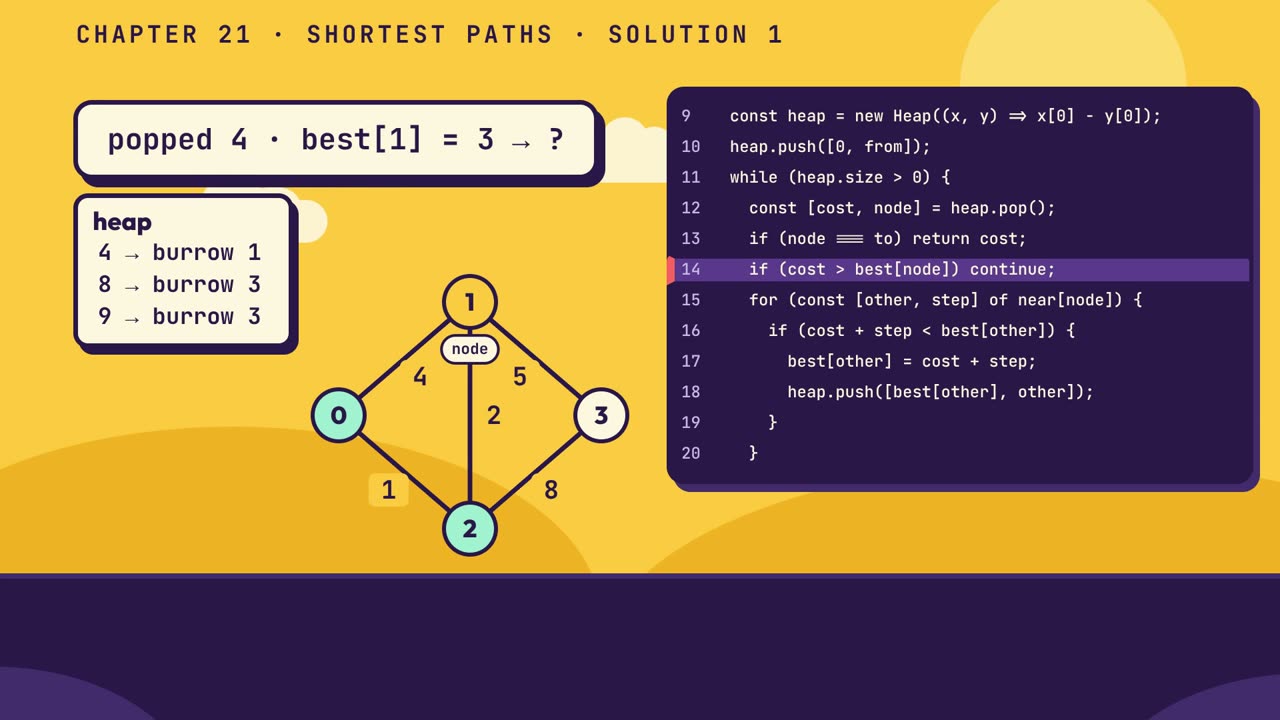 CHAPTER 21 · SHORTEST PATHS · SOLUTION 1
popped 4 · best[1] = 3 → ?
heap
4 → burrow 1
8 → burrow 3
9 → burrow 3
1
node
4
5
0
2
3
1
8
2
9 const heap = new Heap((x, y) => x[0] - y[0]);
10 heap.push([0, from]);
11 while (heap.size > 0) {
12 const [cost, node] = heap.pop();
13 if (node === to) return cost;
14 if (cost > best[node]) continue;
15 for (const [other, step] of near[node]) {
16 if (cost + step < best[other]) {
17 best[other] = cost + step;
18 heap.push([best[other], other]);
19 }
20 }